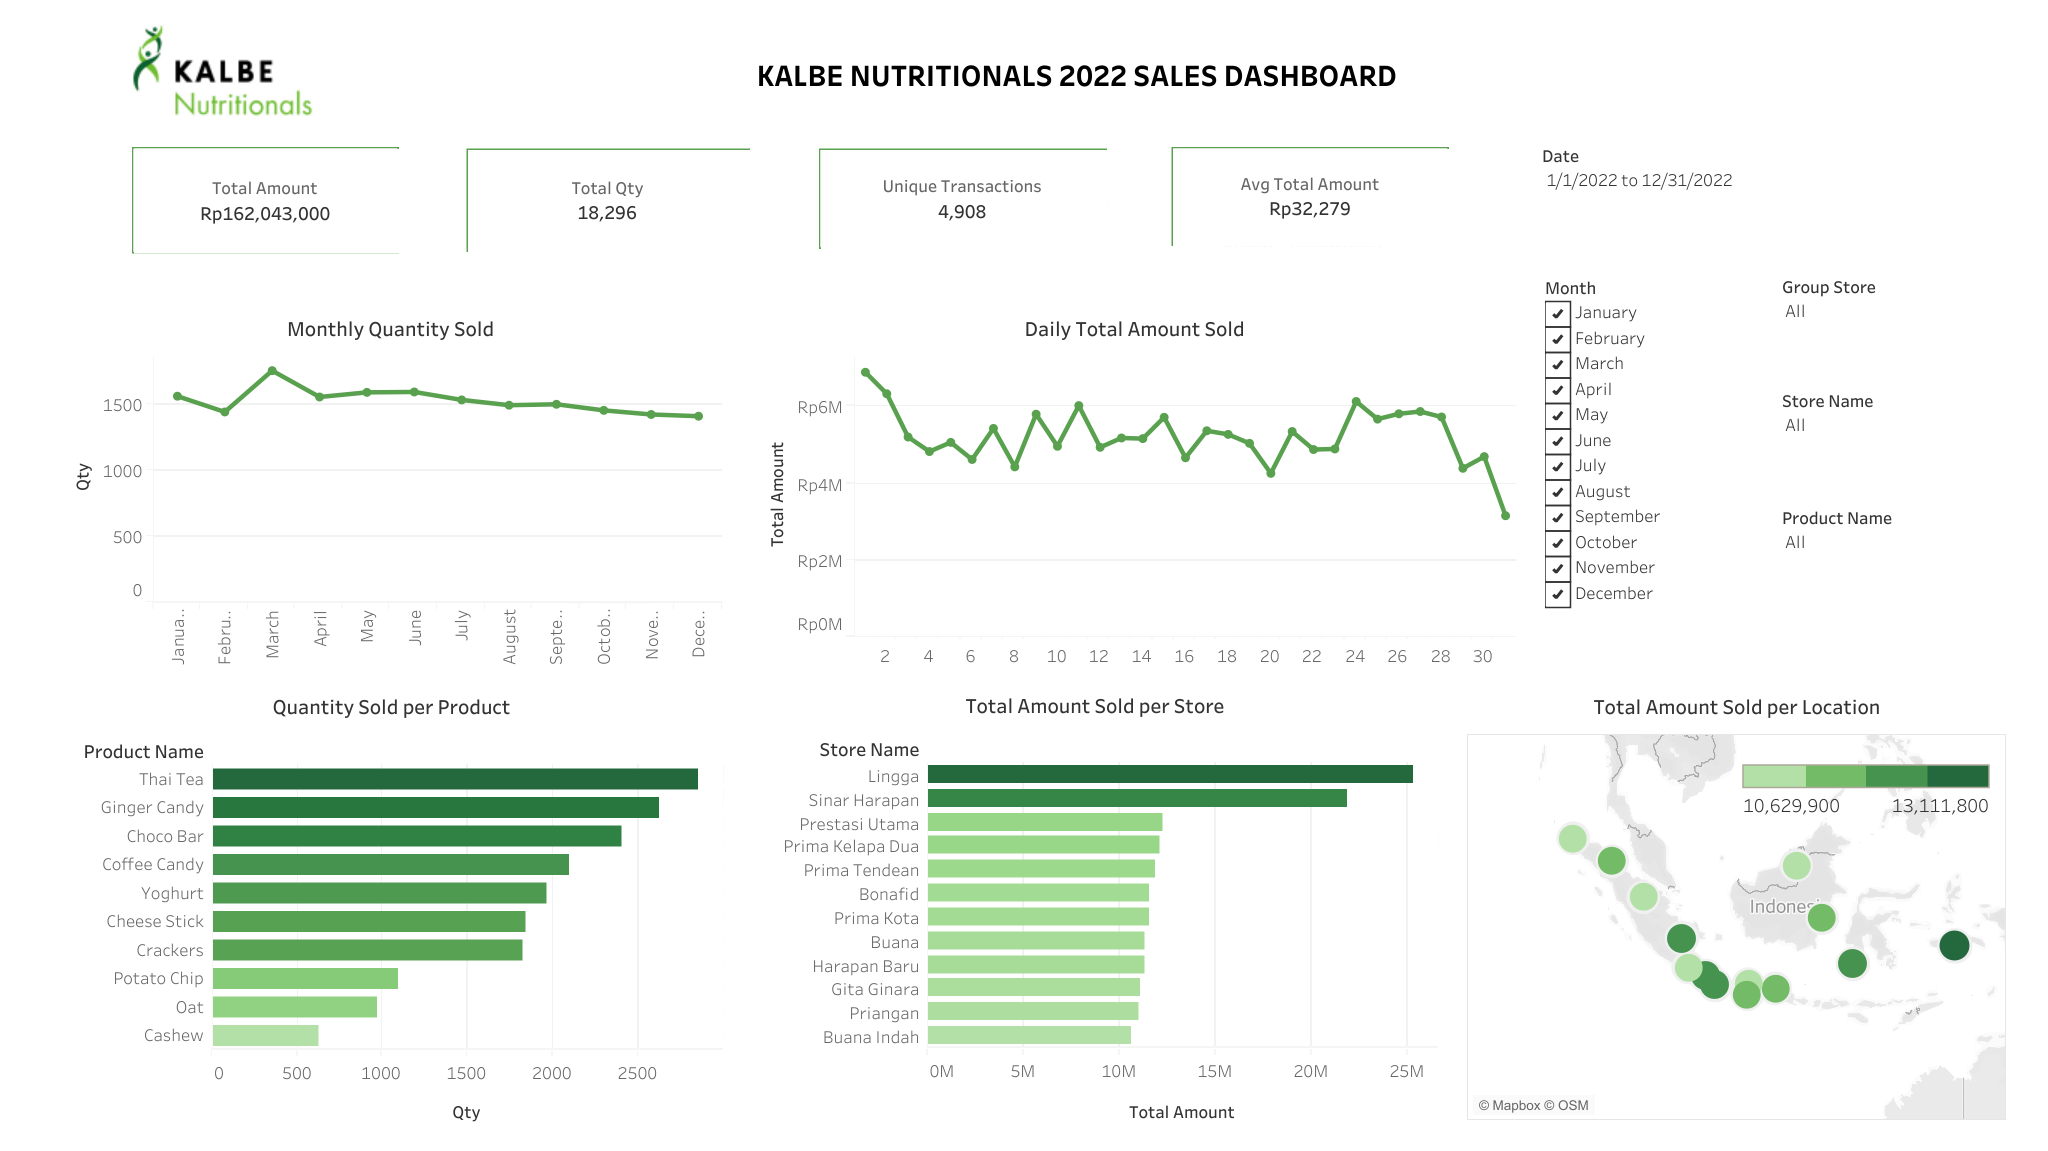 KALBE
Nutritionals
KALBE NUTRITIONALS 2022 SALES DASHBOARD
Total Amount
Rp162,043,000
Total Qty
18,296
Unique Transactions
4,908
Avg Total Amount
Rp32,279
Date
1/1/2022 to 12/31/2022
Monthly Quantity Sold
Qty
1500
1000
500
0
Janua..
Febru..
March
April
May
June
July
August
Septe..
Octob..
Nove..
Dece..
Daily Total Amount Sold
Total Amount
Rp6M
Rp4M
Rp2M
Rp0M
2 4 6 8 10 12 14 16 18 20 22 24 26 28 30
Month
January
February
March
April
May
June
July
August
September
October
November
December
Group Store
All
Store Name
All
Product Name
All
Quantity Sold per Product
Product Name
Thai Tea
Ginger Candy
Choco Bar
Coffee Candy
Yoghurt
Cheese Stick
Crackers
Potato Chip
Oat
Cashew
0 500 1000 1500 2000 2500
Qty
Total Amount Sold per Store
Store Name
Lingga
Sinar Harapan
Prestasi Utama
Prima Kelapa Dua
Prima Tendean
Bonafid
Prima Kota
Buana
Harapan Baru
Gita Ginara
Priangan
Buana Indah
0M 5M 10M 15M 20M 25M
Total Amount
Total Amount Sold per Location
10,629,900 13,111,800
Indonesi
© Mapbox © OSM